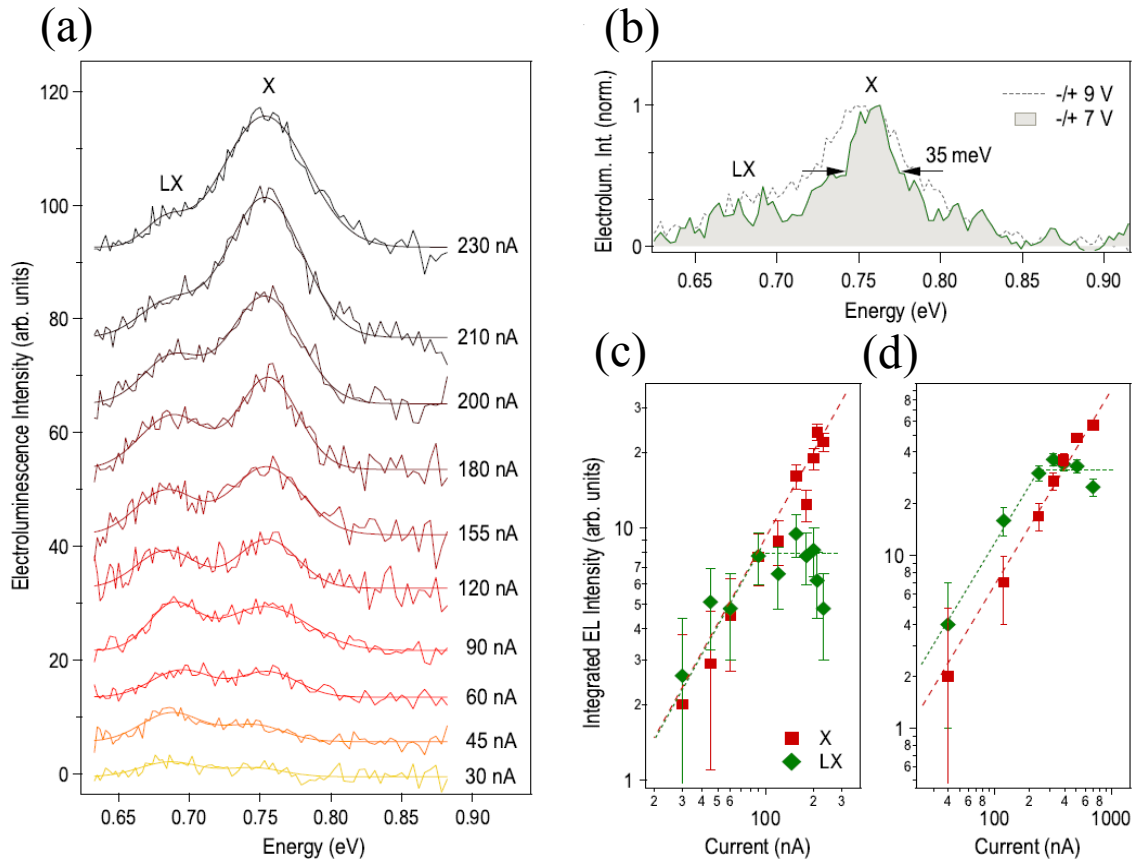 (a)
120
100
80
60
40
20
0
Electroluminescence Intensity (arb. units)
X
LX
230 nA
210 nA
200 nA
180 nA
155 nA
120 nA
90 nA
60 nA
45 nA
30 nA
0.65 0.70 0.75 0.80 0.85 0.90
Energy (eV)
(b)
1
0
Electrolum. Int. (norm.)
X
LX
-/+ 9 V
-/+ 7 V
35 meV
0.65 0.70 0.75 0.80 0.85 0.90
Energy (eV)
(c)
3
2
10
8
7
6
5
4
3
2
1
Integrated EL Intensity (arb. units)
X
LX
2 3 4 5 6 100 2 3
Current (nA)
(d)
8
6
4
2
10
8
6
4
2
1
8
6
4 6 8 100 2 4 6 8 1000
Current (nA)